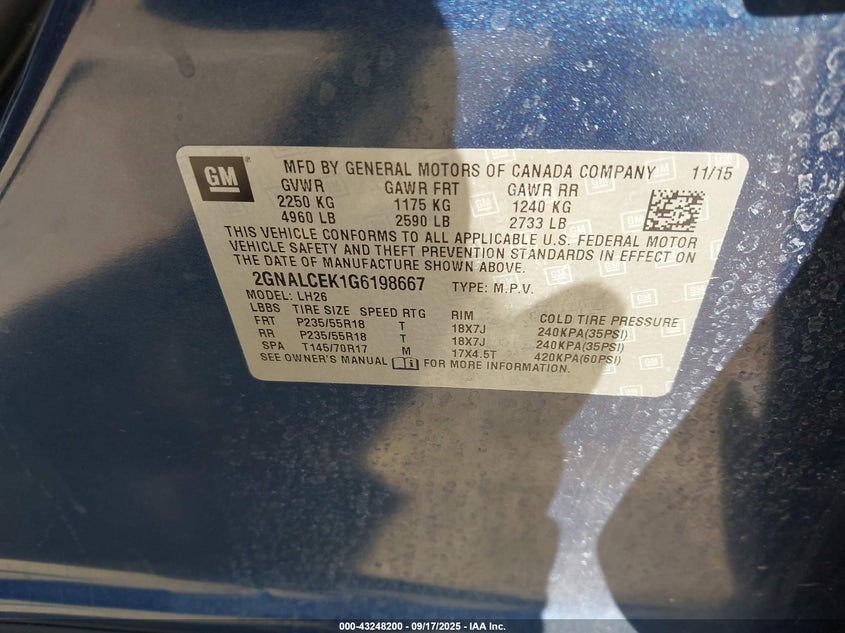 GM
MFD BY GENERAL MOTORS OF CANADA COMPANY 11/15
GVWR GAWR FRT GAWR RR
2250 KG 1175 KG 1240 KG
4960 LB 2590 LB 2733 LB
THIS VEHICLE CONFORMS TO ALL APPLICABLE U.S. FEDERAL MOTOR
VEHICLE SAFETY AND THEFT PREVENTION STANDARDS IN EFFECT ON
THE DATE OF MANUFACTURE SHOWN ABOVE.
2GNALCEK1G6198667 TYPE: M.P.V.
MODEL: LH26
LBBS TIRE SIZE SPEED RTG RIM COLD TIRE PRESSURE
FRT P235/55R18 T 18X7J 240KPA(35PSI)
RR P235/55R18 T 18X7J 240KPA(35PSI)
SPA T145/70R17 M 17X4.5T 420KPA(60PSI)
SEE OWNER'S MANUAL FOR MORE INFORMATION.
000-43248200 - 09/17/2025 - IAA Inc.